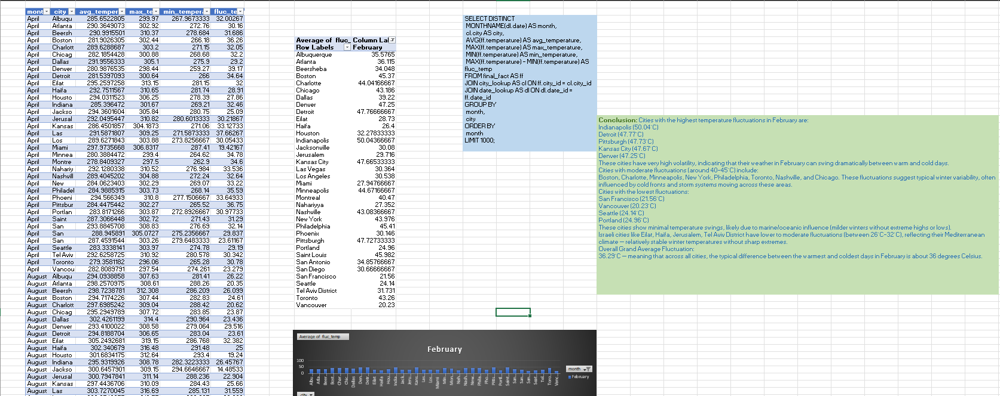 mont city avg_temper max_te min_tempera fluc_te
April Albuqu 285.6522805 299.97 267.9673333 32.00267
April Atlanta 290.3649073 302.92 272.76 30.16
April Beersh 290.9915501 310.37 278.684 31.686
April Boston 281.9026305 302.44 266.18 36.26
April Charlott 289.6288687 303.2 271.15 32.05
April Chicag 282.1854428 300.88 268.68 32.2
April Dallas 291.9556333 305.1 275.9 29.2
April Denver 280.9876535 298.44 259.27 39.17
April Detroit 281.5397093 300.64 266 34.64
April Eilat 295.2597258 313.15 281.15 32
April Haifa 292.7511567 310.65 281.74 28.91
April Housto 294.0311523 306.25 278.39 27.86
April Indiana 285.396472 301.67 269.21 32.46
April Jackso 294.3601604 305.84 280.75 25.09
April Jerusal 292.0495447 310.82 280.6013333 30.21867
April Kansas 286.4501857 304.1873 271.06 33.12733
April Las 291.5871807 309.25 271.5873333 37.66267
April Los 289.6271843 303.88 273.8256667 30.05433
April Miami 297.9735668 306.8317 287.41 19.42167
April Minnea 280.3884472 299.4 264.62 34.78
April Montre 278.8409327 297.5 262.9 34.6
April Nahariy 292.1280338 310.52 276.984 33.536
April Nashvill 289.4045202 304.88 272.24 32.64
April New 284.0623403 302.29 269.07 33.22
April Philadel 284.9885915 303.73 268.14 35.59
April Phoeni 294.566349 310.8 277.1506667 33.64933
April Pittsbur 284.4475442 302.27 265.52 36.75
April Portlan 283.8171266 303.87 272.8926667 30.97733
April Saint 287.3066448 302.72 271.43 31.29
April San 293.8845708 308.83 276.69 32.14
April San 288.945891 305.0727 275.2356667 29.837
April San 287.4591544 303.26 279.6483333 23.61167
April Seattle 283.3338141 303.97 274.78 29.19
April Tel Aviv 292.6258725 310.92 280.578 30.342
April Toronto 279.3581182 296.06 265.28 30.78
April Vancou 282.8089791 297.54 274.261 23.279
August Albuqu 294.0938858 307.63 281.41 26.22
August Atlanta 298.2570975 308.61 288.26 20.35
August Beersh 298.7238781 312.308 286.209 26.099
August Boston 294.7174226 307.44 282.83 24.61
August Charlott 297.6985242 309.04 288.42 20.62
August Chicag 295.2949789 307.72 283.85 23.87
August Dallas 302.4261199 314.4 290.964 23.436
August Denver 293.4100022 308.58 279.064 29.516
August Detroit 294.8188704 306.65 283.04 23.61
August Eilat 305.2492681 319.15 286.768 32.382
August Haifa 302.340679 316.48 291.48 25
August Housto 301.6834175 312.64 293.4 19.24
August Indiana 295.9319926 308.78 282.3223333 26.45767
August Jackso 300.6457901 309.15 294.6646667 14.48533
August Jerusal 300.7947841 311.14 288.236 22.904
August Kansas 297.4436706 310.09 284.43 25.66
August Las 303.7270045 316.69 285.131 31.559
Average of fluc_ Column Lal
Row Labels February
Albuquerque 35.5765
Atlanta 36.115
Beersheba 34.048
Boston 45.37
Charlotte 44.04166667
Chicago 43.186
Dallas 39.22
Denver 47.25
Detroit 47.76666667
Eilat 28.73
Haifa 26.4
Houston 32.27833333
Indianapolis 50.04366667
Jacksonville 30.08
Jerusalem 29.716
Kansas City 47.66533333
Las Vegas 30.364
Los Angeles 30.538
Miami 27.94766667
Minneapolis 44.67166667
Montreal 40.47
Nahariyya 27.352
Nashville 43.08366667
New York 43.976
Philadelphia 45.41
Phoenix 30.146
Pittsburgh 47.72733333
Portland 24.96
Saint Louis 45.982
San Antonio 34.85766667
San Diego 30.66666667
San Francisco 21.56
Seattle 24.14
Tel Aviv District 31.731
Toronto 43.26
Vancouver 20.23
SELECT DISTINCT
MONTHNAME(dl.date) AS month,
cl.city AS city,
AVG(ff.temperature) AS avg_temperature,
MAX(ff.temperature) AS max_temperature,
MIN(ff.temperature) AS min_temperature,
MAX(ff.temperature) - MIN(ff.temperature) AS
fluc_temp
FROM final_fact AS ff
JOIN city_lookup AS cl ON ff.city_id = cl.city_id
JOIN date_lookup AS dl ON dl.date_id =
ff.date_id
GROUP BY
month,
city
ORDER BY
month
LIMIT 1000;
Conclusion: Cities with the highest temperature fluctuations in February are:
Indianapolis (50.04°C)
Detroit (47.77°C)
Pittsburgh (47.73°C)
Kansas City (47.67°C)
Denver (47.25°C)
These cities have very high volatility, indicating that their weather in February can swing dramatically between warm and cold days.
Cities with moderate fluctuations (around 40–45°C) include:
Boston, Charlotte, Minneapolis, New York, Philadelphia, Toronto, Nashville, and Chicago. These fluctuations suggest typical winter variability, often
influenced by cold fronts and storm systems moving across these areas.
Cities with the lowest fluctuations:
San Francisco (21.56°C)
Vancouver (20.23°C)
Seattle (24.14°C)
Portland (24.96°C)
These cities show minimal temperature swings, likely due to marine/oceanic influence (milder winters without extreme highs or lows).
Israeli cities like Eilat, Haifa, Jerusalem, Tel Aviv District have lower to moderate fluctuations (between 26°C–32°C), reflecting their Mediterranean
climate — relatively stable winter temperatures without sharp extremes.
Overall Grand Average Fluctuation:
36.29°C — meaning that across all cities, the typical difference between the warmest and coldest days in February is about 36 degrees Celsius.
Average of fluc_temp
February
100
50
0
month
February
city